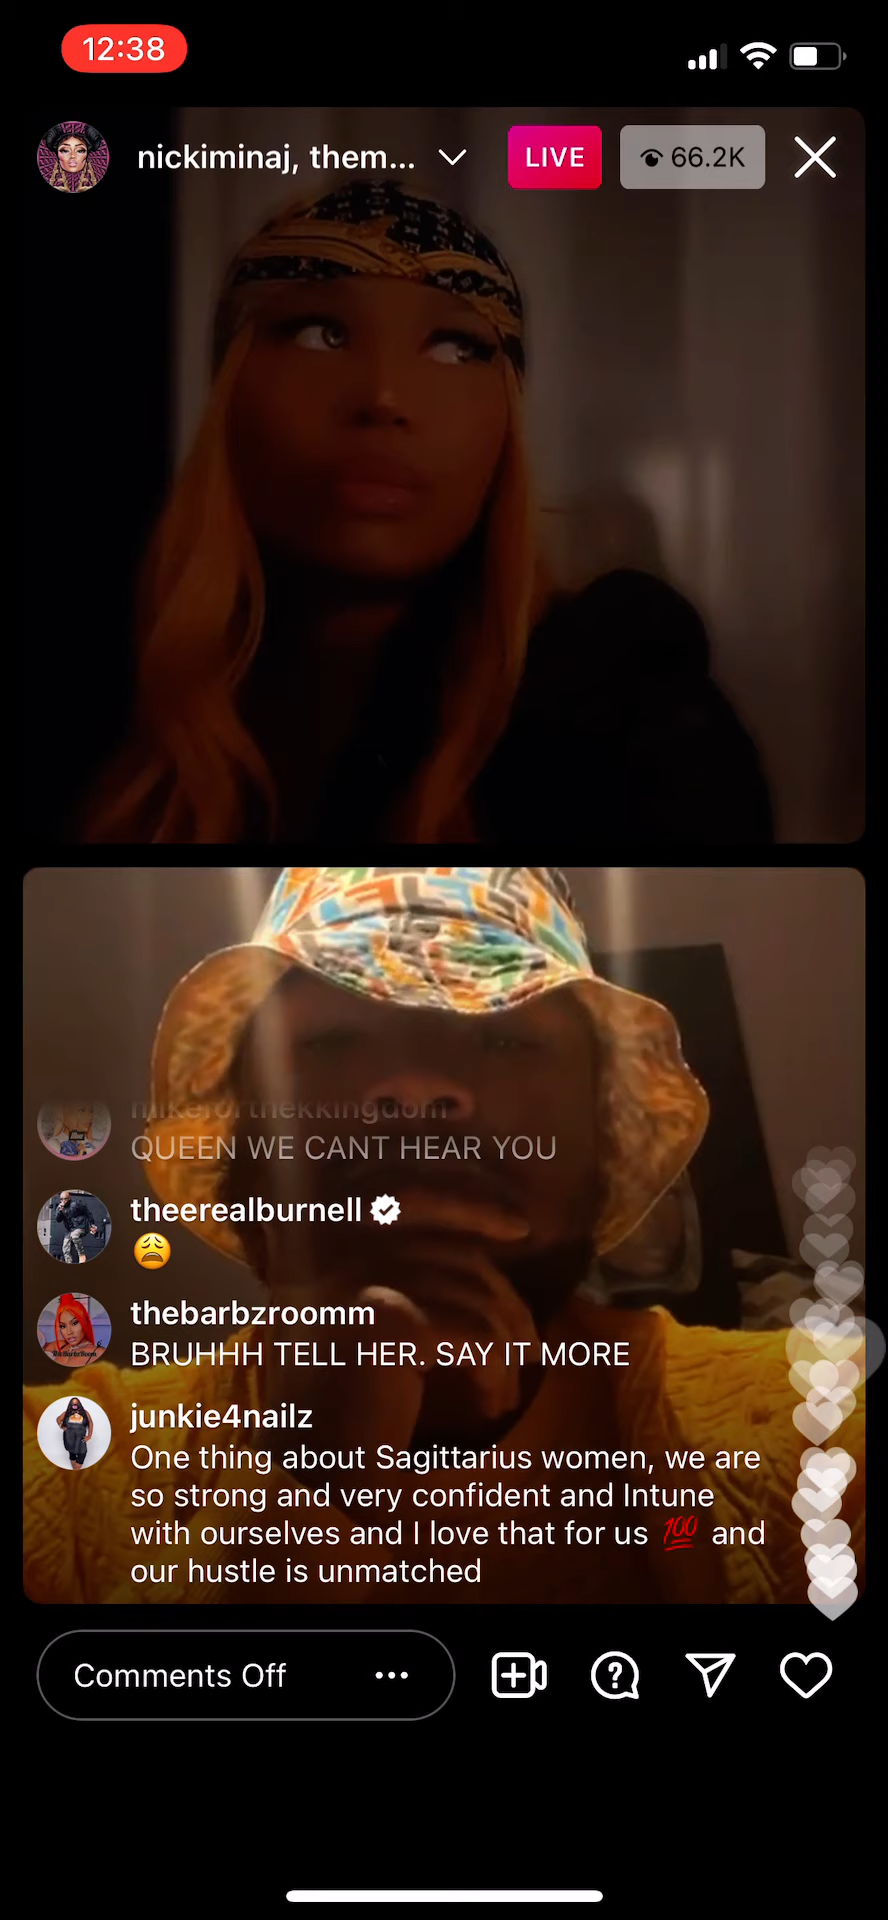 12:38
nickiminaj, them...
LIVE
66.2K
mikeforthekkingdom
QUEEN WE CANT HEAR YOU
theerealburnell
😩
thebarbzroomm
BRUHHH TELL HER. SAY IT MORE
junkie4nailz
One thing about Sagittarius women, we are
so strong and very confident and Intune
with ourselves and I love that for us 💯 and
our hustle is unmatched
Comments Off